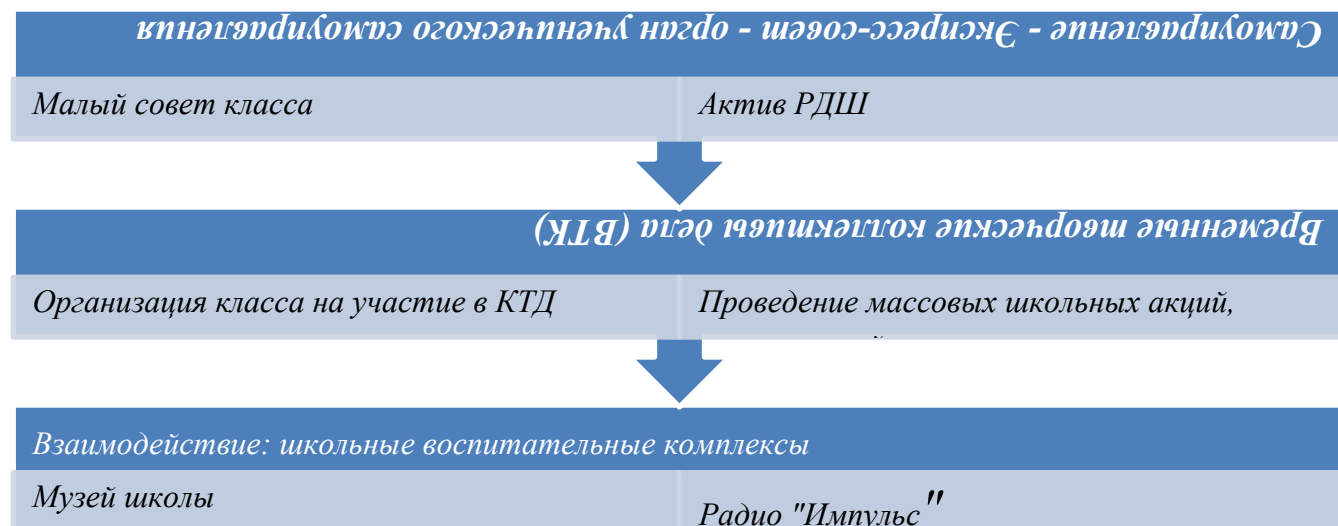 Самоуправление - Экспресс-совет - орган ученического самоуправления
Малый совет класса
Актив РДШ
Временные творческие коллективы дела (ВТК)
Организация класса на участие в КТД
Проведение массовых школьных акций,
Взаимодействие: школьные воспитательные комплексы
Музей школы
Радио "Импульс"